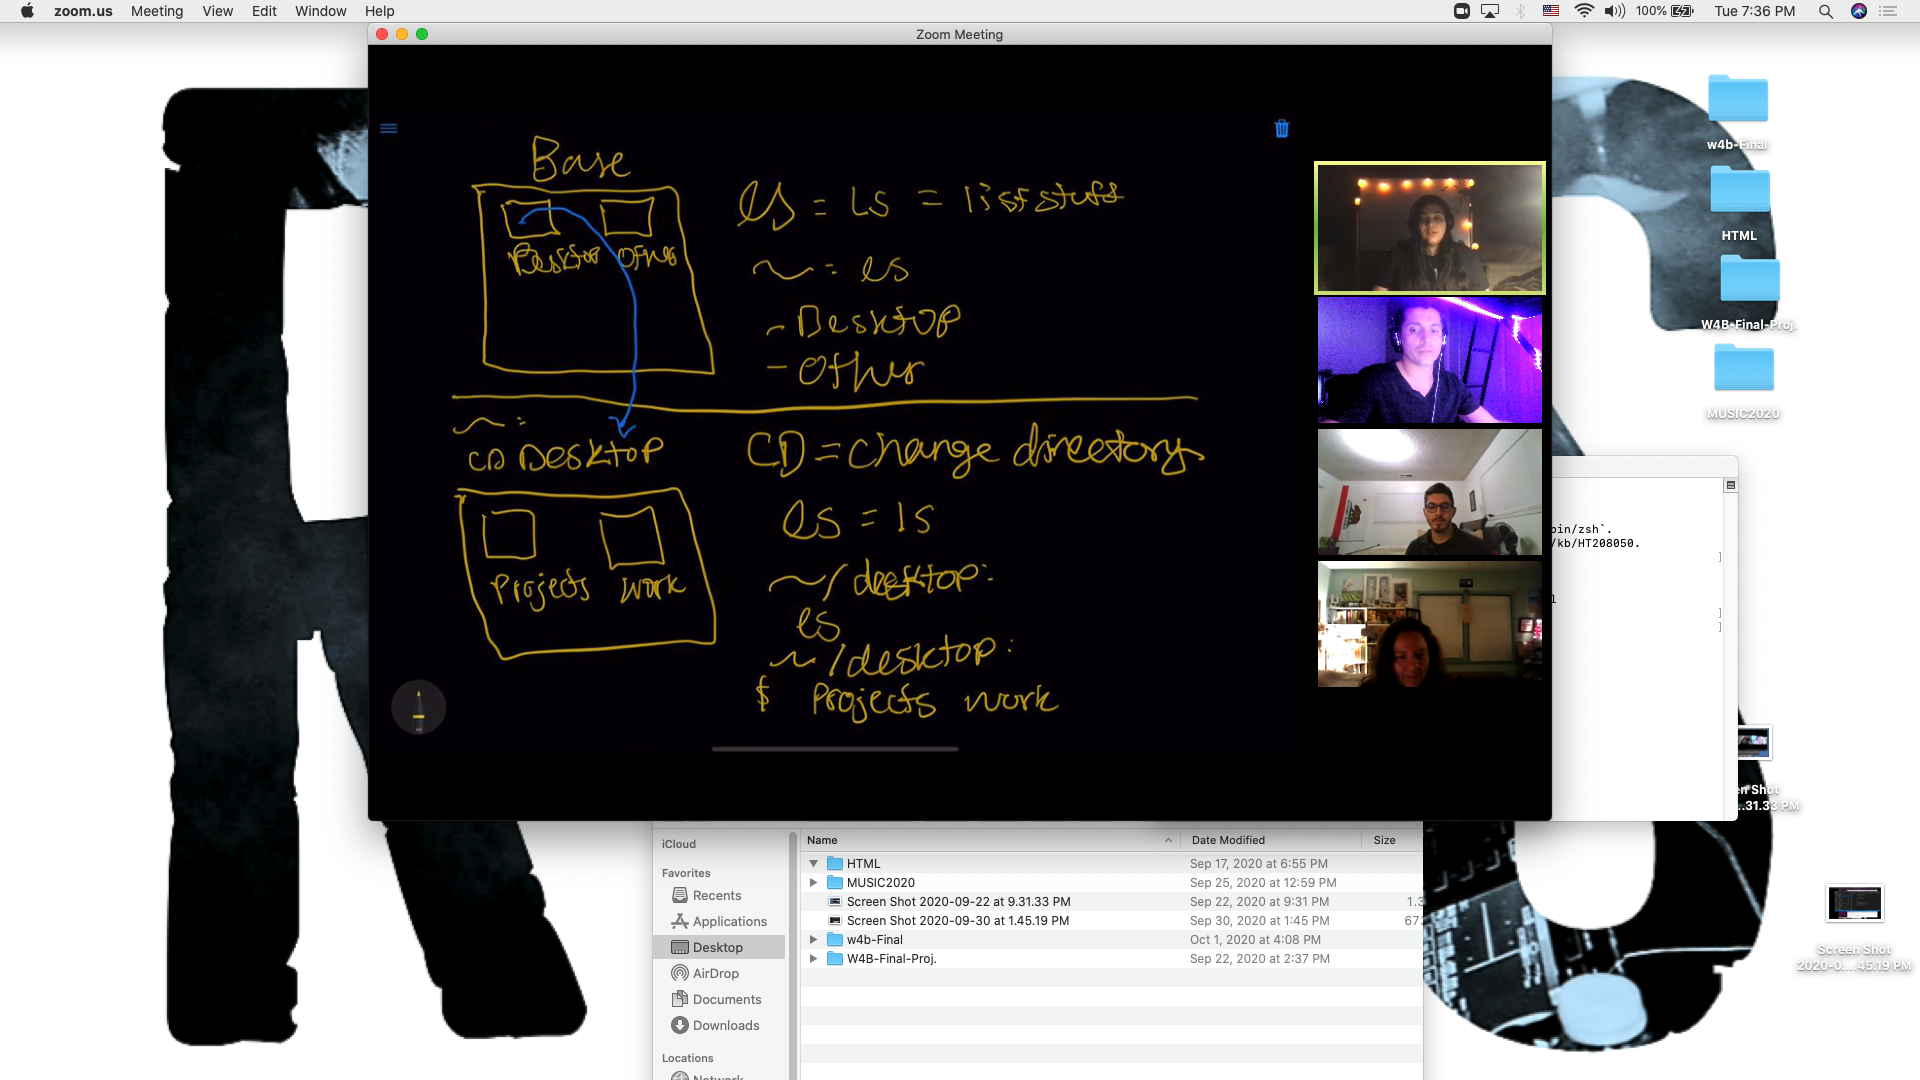 zoom.us Meeting View Edit Window Help
100% Tue 7:36 PM
Zoom Meeting
Base
Desktop Other
ls = LS = list stuff
~: ls
- Desktop
- Other
~:
CD Desktop
Projects Work
CD = change directory
ls = ls
~/desktop:
ls
~/desktop:
$ Projects work
w4b-Final
HTML
W4B-Final-Proj.
MUSIC2020
bin/zsh`.
/kb/HT208050.
]
1
]
]
en Shot
...31.33 PM
Screen Shot
2020-0....45.19 PM
iCloud
Favorites
Recents
Applications
Desktop
AirDrop
Documents
Downloads
Locations
Network
Name Date Modified Size
HTML Sep 17, 2020 at 6:55 PM
MUSIC2020 Sep 25, 2020 at 12:59 PM
Screen Shot 2020-09-22 at 9.31.33 PM Sep 22, 2020 at 9:31 PM 1.3
Screen Shot 2020-09-30 at 1.45.19 PM Sep 30, 2020 at 1:45 PM 67
w4b-Final Oct 1, 2020 at 4:08 PM
W4B-Final-Proj. Sep 22, 2020 at 2:37 PM